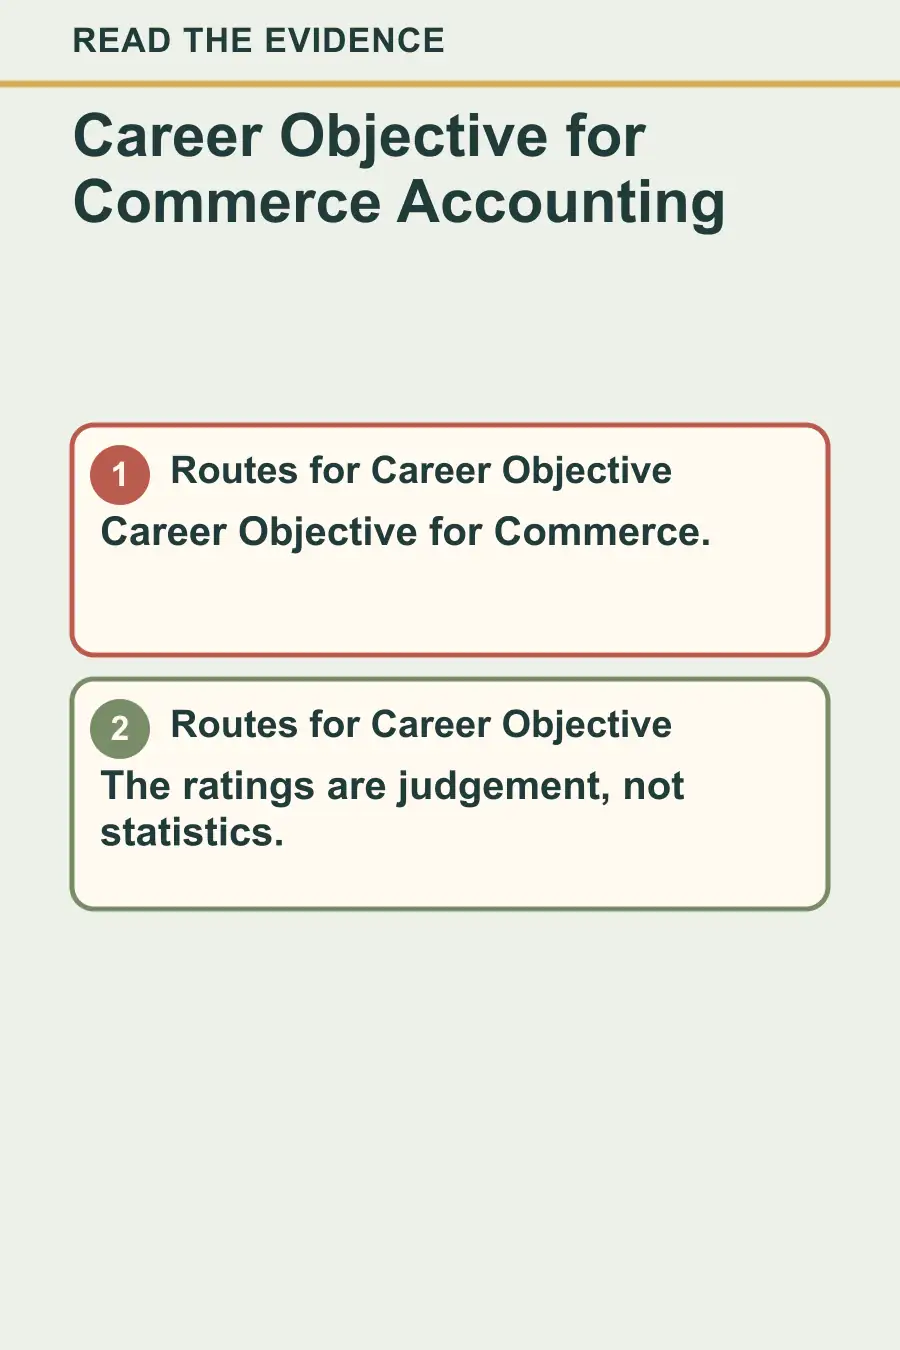 READ THE EVIDENCE
Career Objective for
Commerce Accounting
1 Routes for Career Objective
Career Objective for Commerce.
2 Routes for Career Objective
The ratings are judgement, not
statistics.